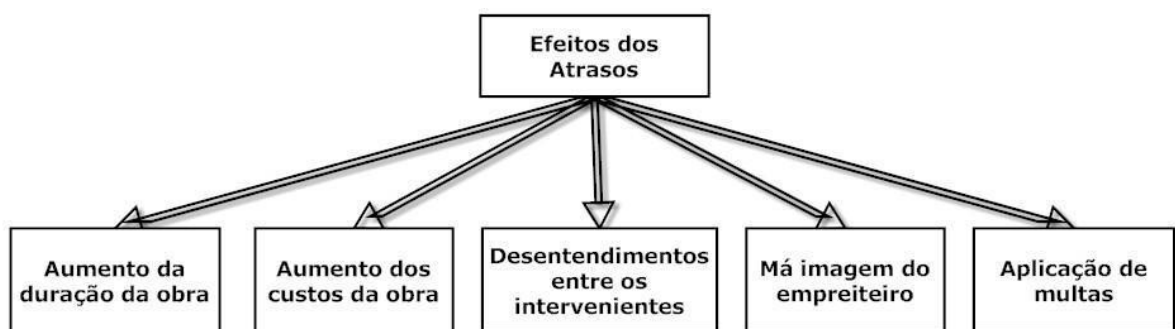 Efeitos dos
Atrasos
Aumento da
duração da obra
Aumento dos
custos da obra
Desentendimentos
entre os
intervenientes
Má imagem do
empreiteiro
Aplicação de
multas